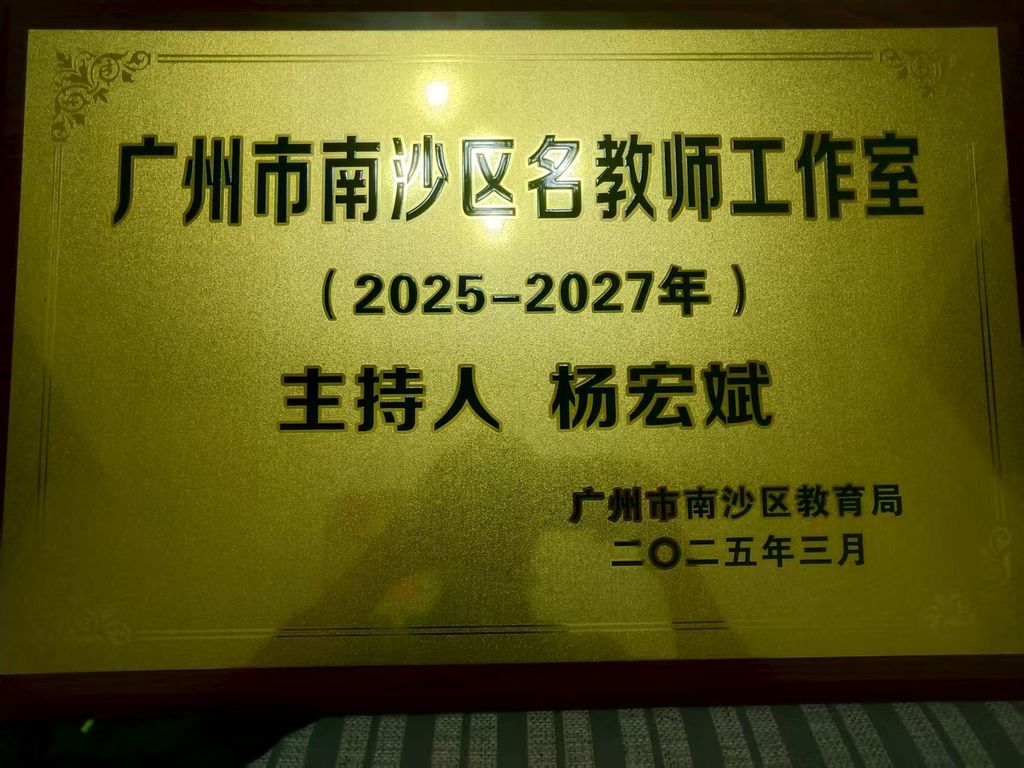 广州市南沙区名教师工作室
（2025-2027年）
主持人 杨宏斌
广州市南沙区教育局
二〇二五年三月